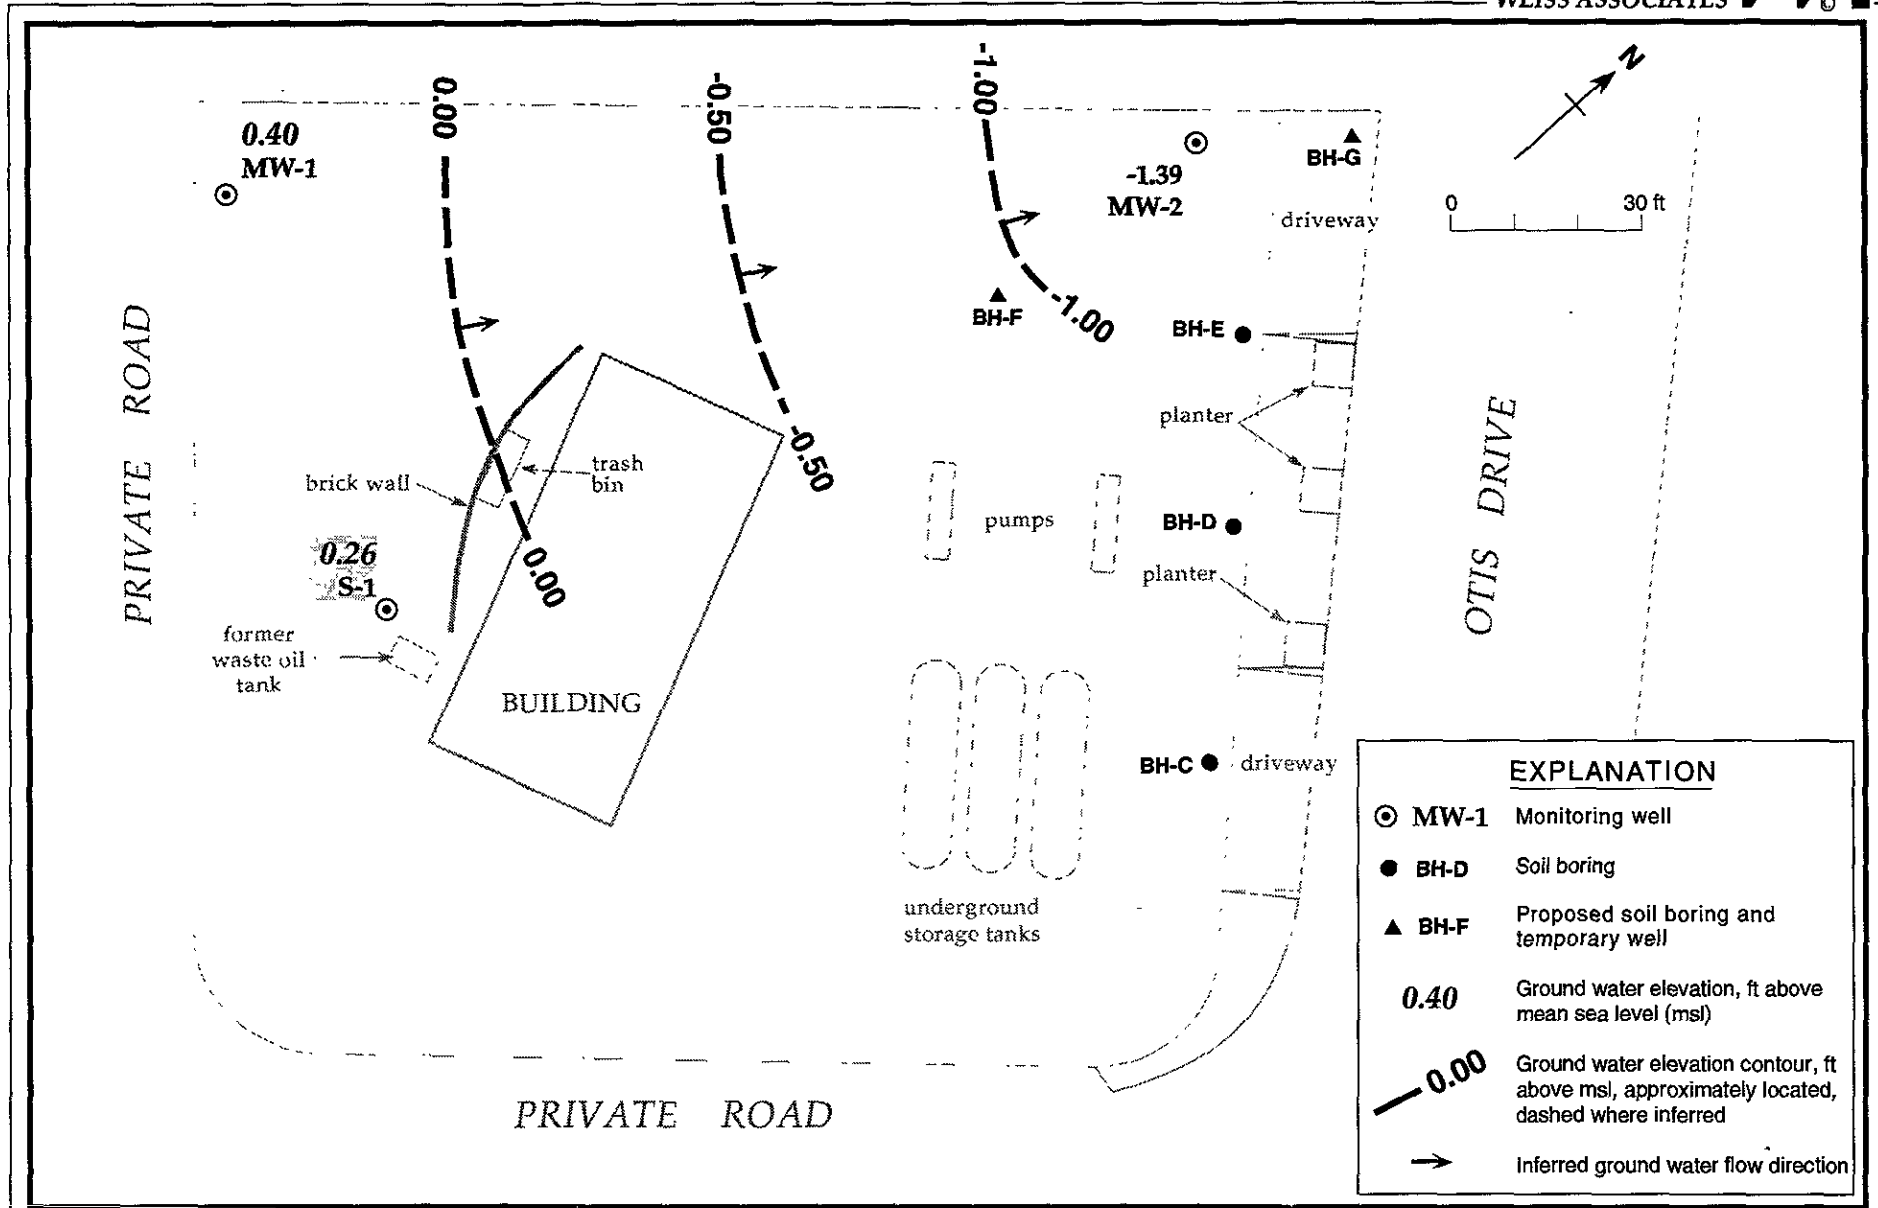 WEISS ASSOCIATES
©
N
0.00
-0.50
-1.00
0.40
MW-1
-1.39
MW-2
BH-G
0
30 ft
driveway
BH-F
-1.00
BH-E
planter
PRIVATE ROAD
-0.50
brick wall
trash
bin
pumps
BH-D
OTIS DRIVE
0.26
S-1
0.00
planter
former
waste oil
tank
BUILDING
BH-C
driveway
underground
storage tanks
PRIVATE ROAD
EXPLANATION
MW-1 Monitoring well
BH-D Soil boring
BH-F Proposed soil boring and
temporary well
0.40 Ground water elevation, ft above
mean sea level (msl)
0.00 Ground water elevation contour, ft
above msl, approximately located,
dashed where inferred
Inferred ground water flow direction